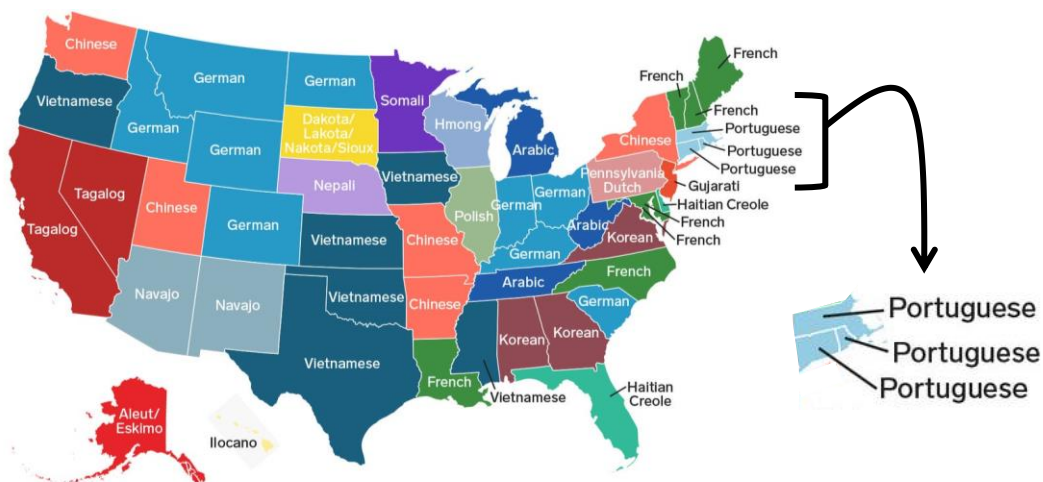 Chinese
Vietnamese
German
German
German
German
German
Somali
Dakota/
Lakota/
Nakota/Sioux
Nepali
Hmong
Arabic
Vietnamese
Polish
German
German
Tagalog
Tagalog
Chinese
Vietnamese
Chinese
Navajo
Navajo
Vietnamese
Vietnamese
Chinese
French
Vietnamese
Arabic
German
Arabic
Korean
French
German
Korean
Korean
Haitian
Creole
Chinese
Pennsylvania
Dutch
French
French
French
Portuguese
Portuguese
Portuguese
Gujarati
Haitian Creole
French
French
Aleut/
Eskimo
Ilocano
Portuguese
Portuguese
Portuguese